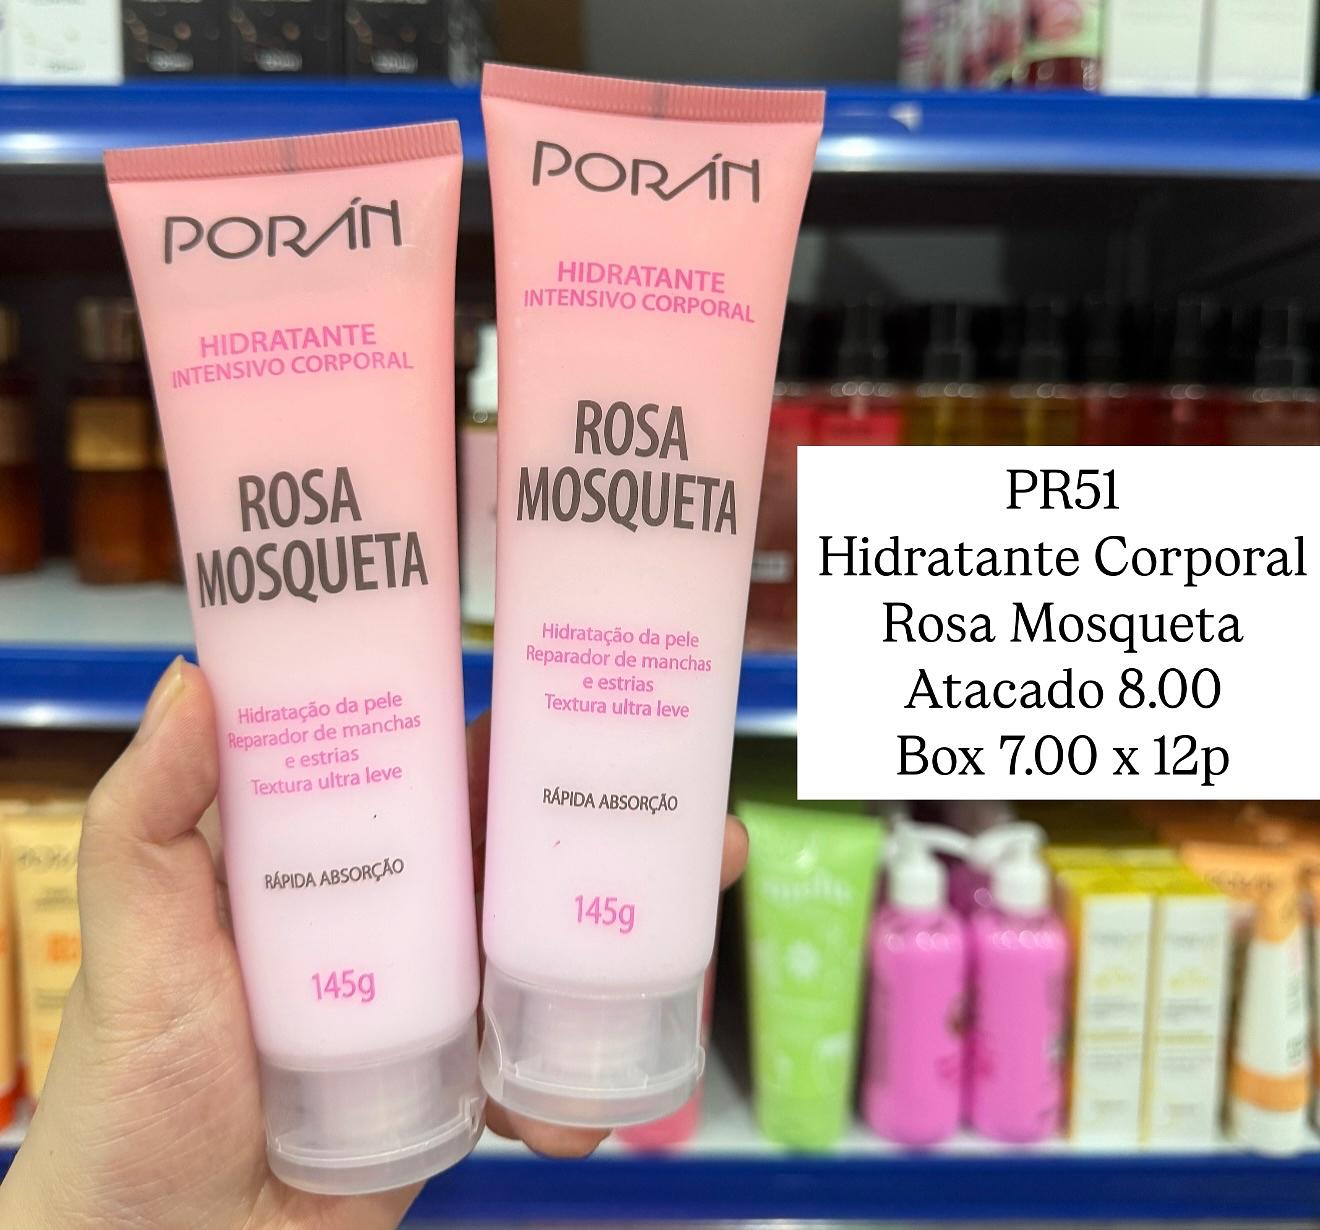 PORÁN
HIDRATANTE
INTENSIVO CORPORAL
ROSA
MOSQUETA
Hidratação da pele
Reparador de manchas
e estrias
Textura ultra leve
RÁPIDA ABSORÇÃO
145g
PORÁN
HIDRATANTE
INTENSIVO CORPORAL
ROSA
MOSQUETA
Hidratação da pele
Reparador de manchas
e estrias
Textura ultra leve
RÁPIDA ABSORÇÃO
145g
PR51
Hidratante Corporal
Rosa Mosqueta
Atacado 8.00
Box 7.00 x 12p